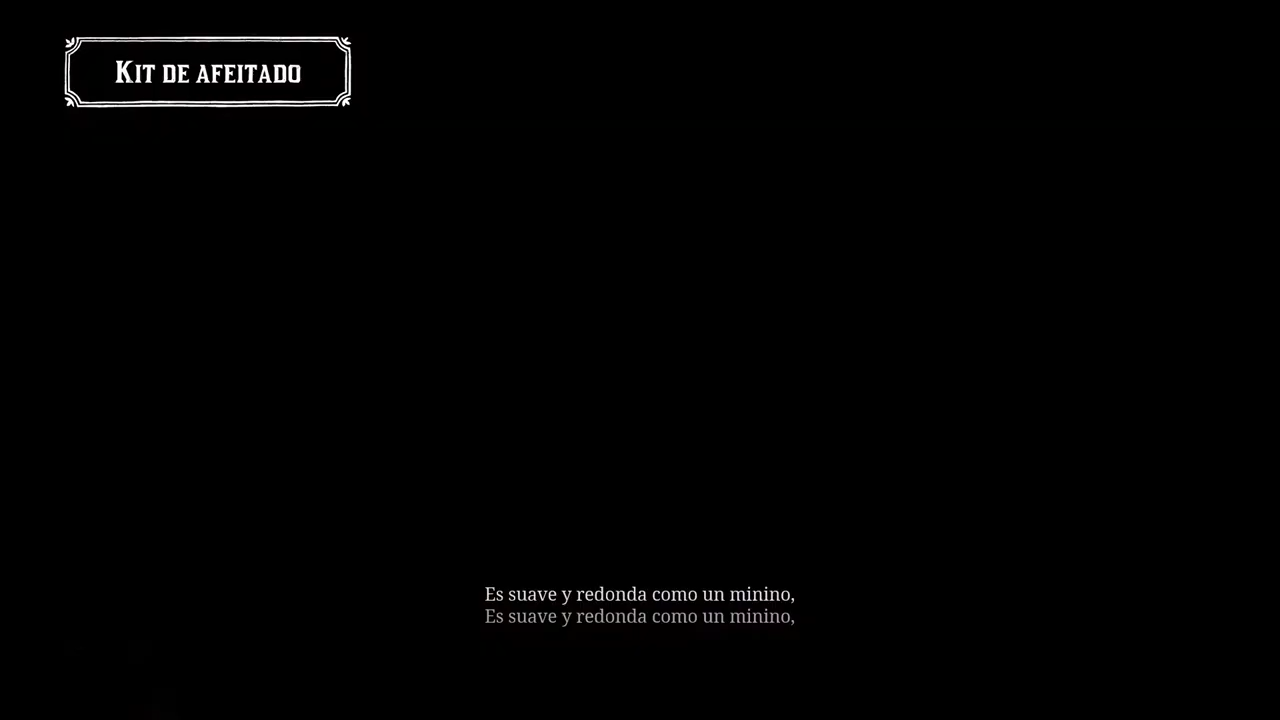 Kit de afeitado
Es suave y redonda como un minino,
Es suave y redonda como un minino,